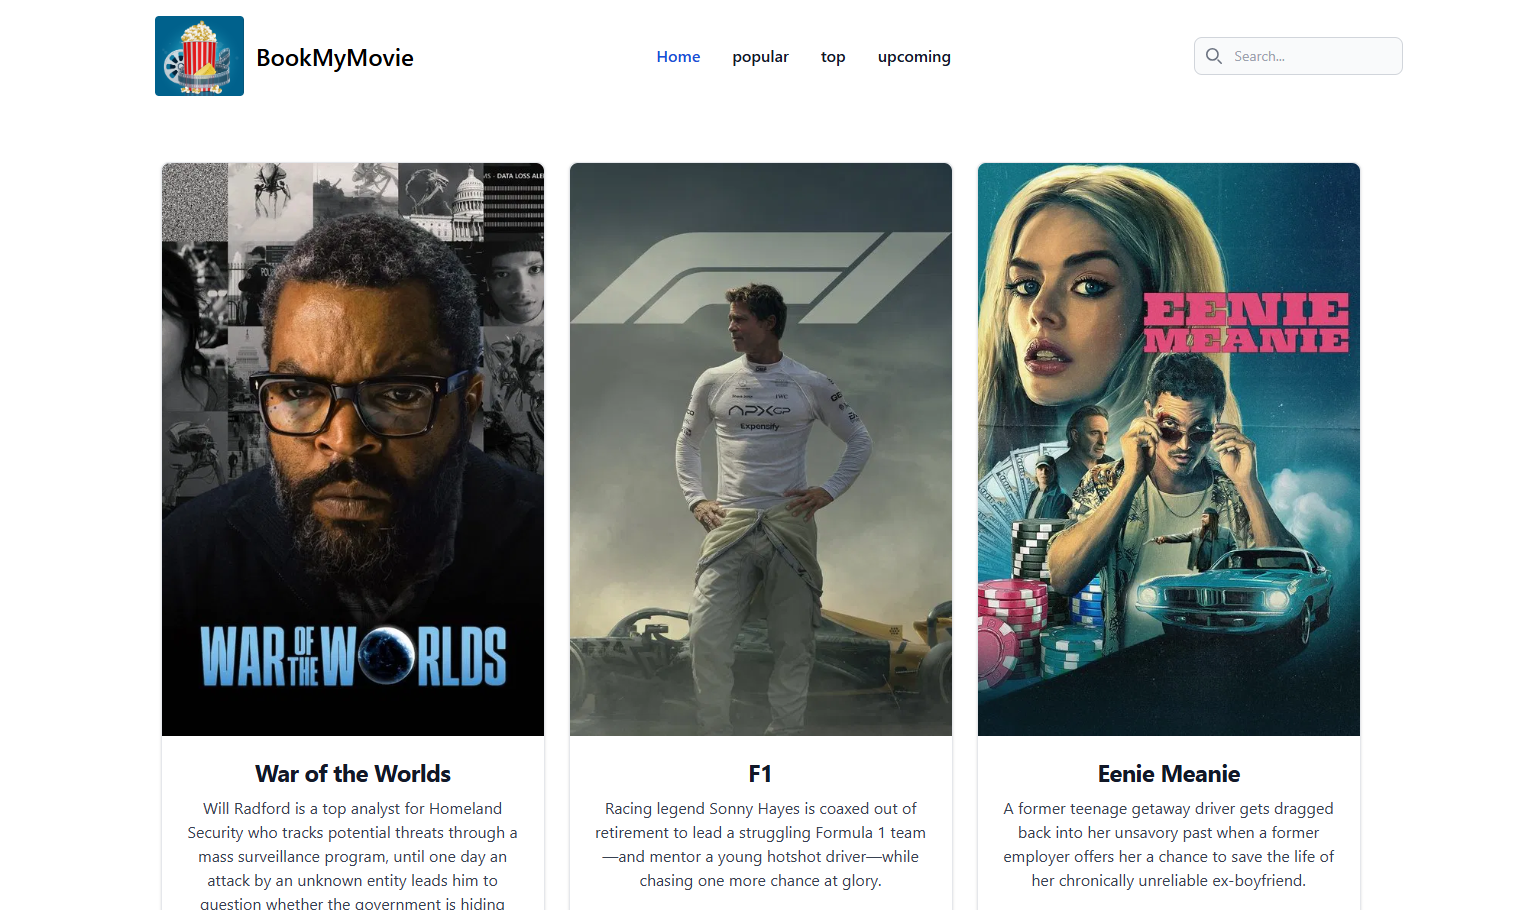 BookMyMovie
Home
popular
top
upcoming
Search...
- DATA LOSS ALE
WAR OF THE WORLDS
F1
APXGP
Expensify
IWC
EENIE
MEANIE
War of the Worlds
Will Radford is a top analyst for Homeland
Security who tracks potential threats through a
mass surveillance program, until one day an
attack by an unknown entity leads him to
question whether the government is hiding
F1
Racing legend Sonny Hayes is coaxed out of
retirement to lead a struggling Formula 1 team
—and mentor a young hotshot driver—while
chasing one more chance at glory.
Eenie Meanie
A former teenage getaway driver gets dragged
back into her unsavory past when a former
employer offers her a chance to save the life of
her chronically unreliable ex-boyfriend.